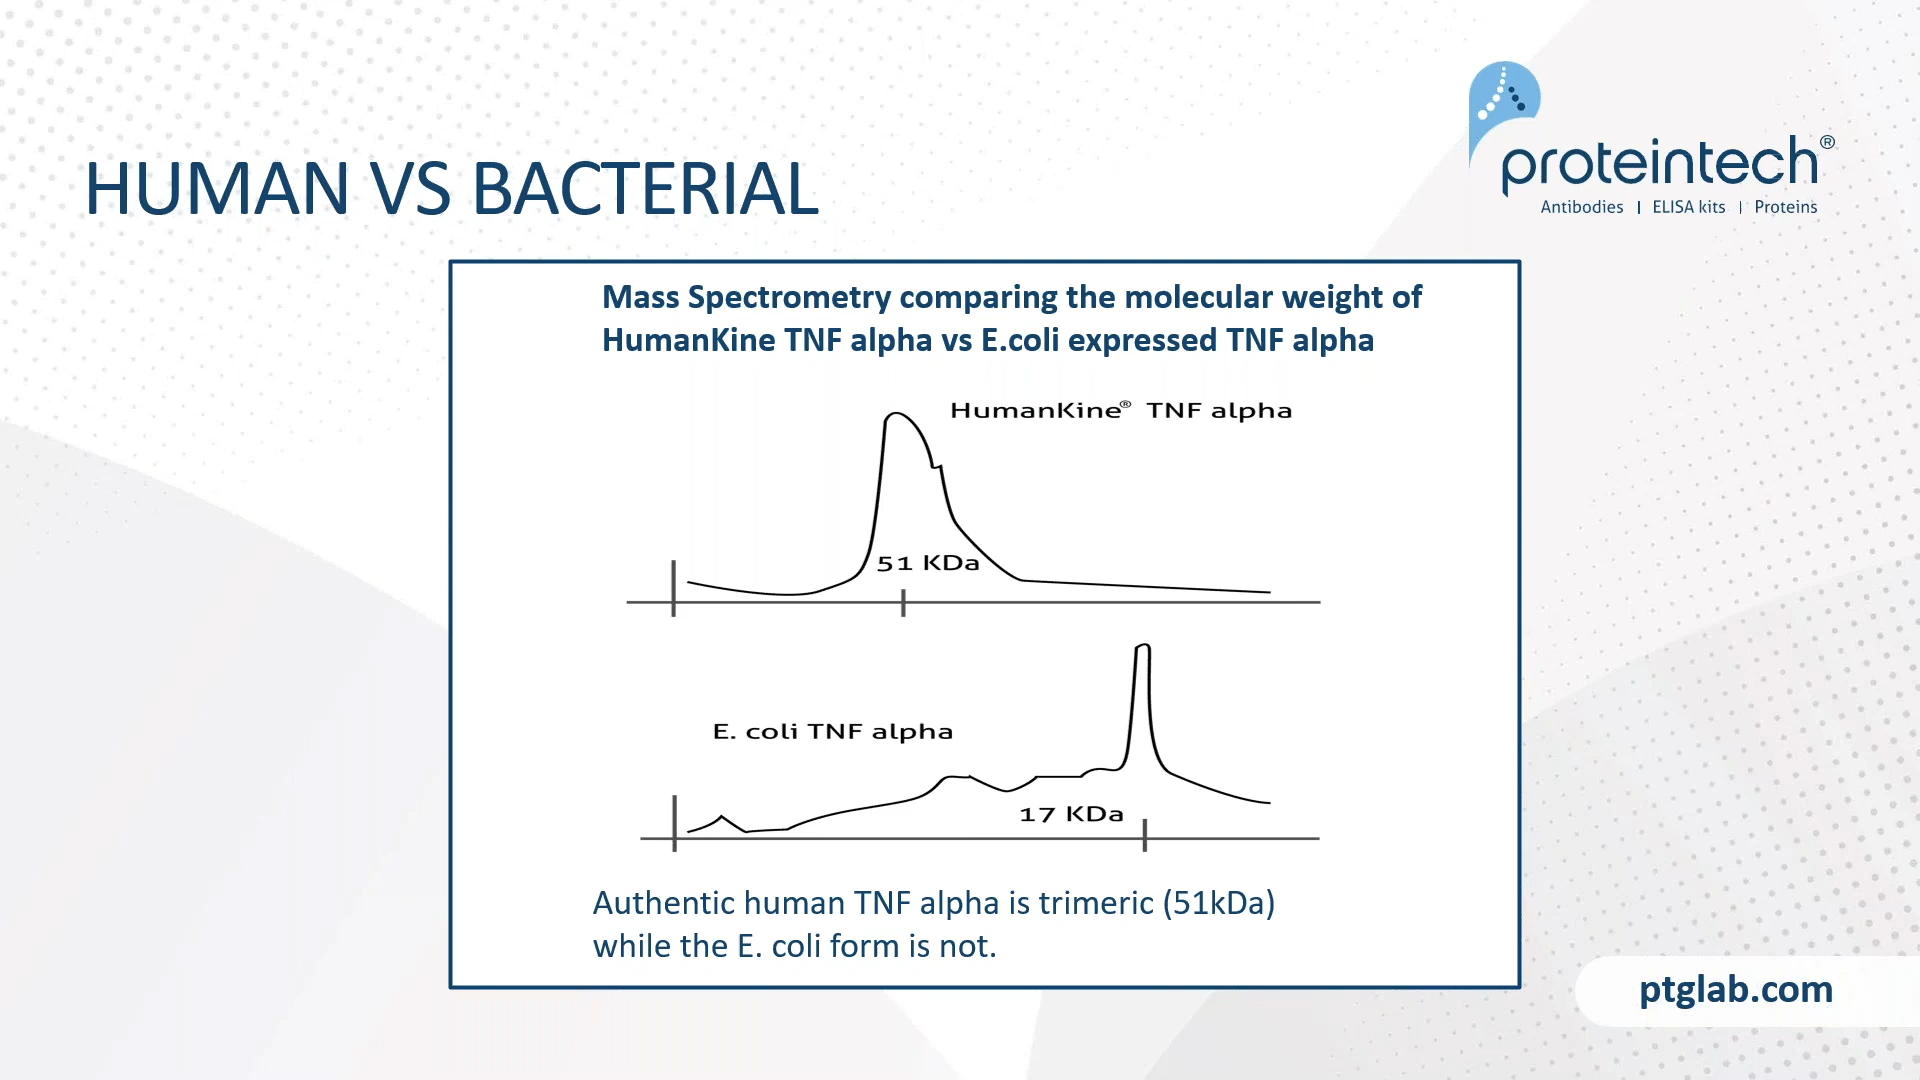 proteintech®
Antibodies | ELISA kits | Proteins
HUMAN VS BACTERIAL
Mass Spectrometry comparing the molecular weight of
HumanKine TNF alpha vs E.coli expressed TNF alpha
HumanKine® TNF alpha
51 KDa
E. coli TNF alpha
17 KDa
Authentic human TNF alpha is trimeric (51kDa)
while the E. coli form is not.
ptglab.com